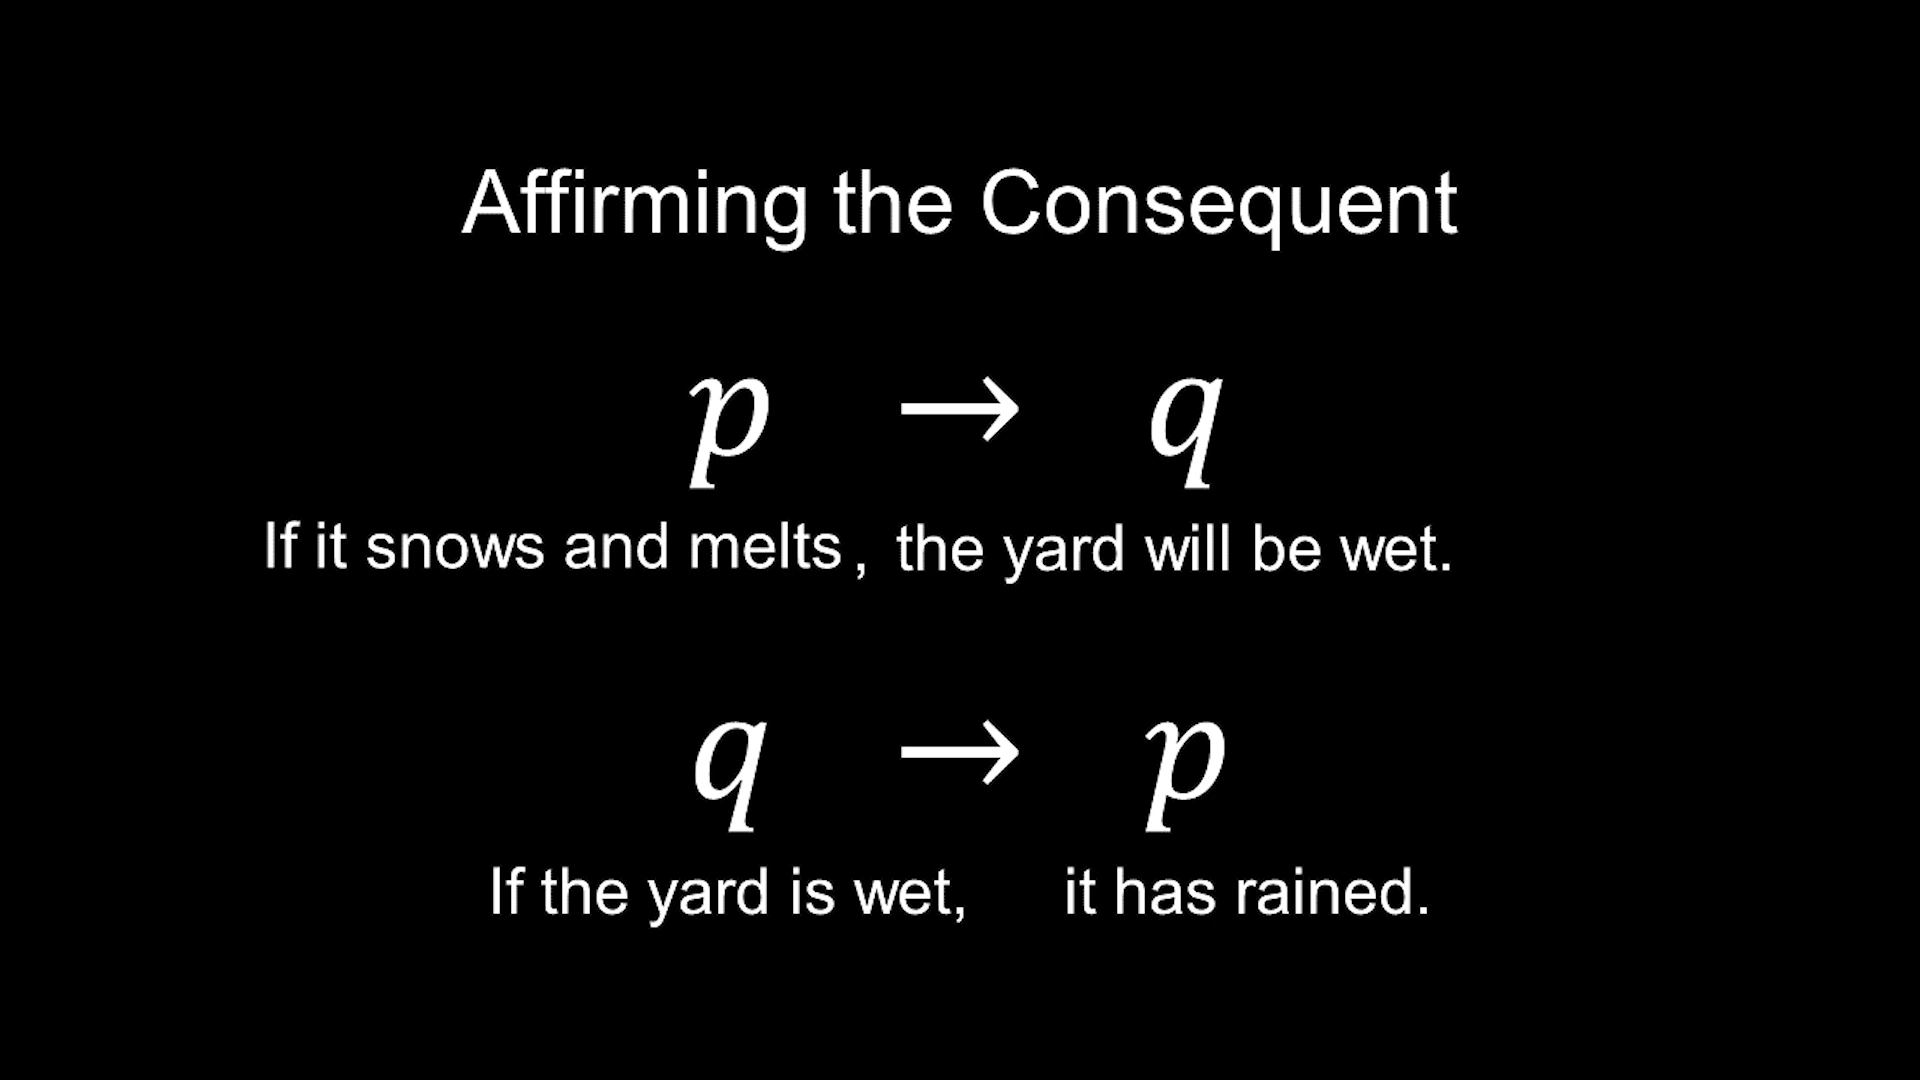 Affirming the Consequent
p → q
If it snows and melts, the yard will be wet.
q → p
If the yard is wet, it has rained.